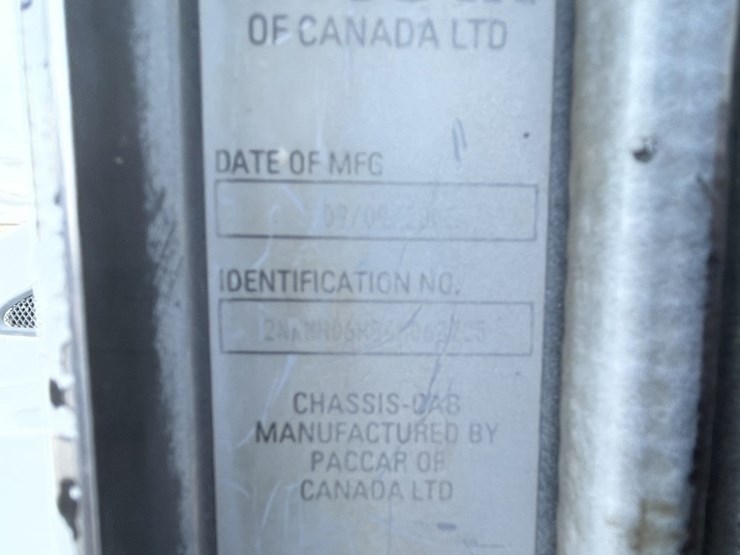 OF CANADA LTD
DATE OF MFG
IDENTIFICATION NO.
CHASSIS-CAB
MANUFACTURED BY
PACCAR OF
CANADA LTD